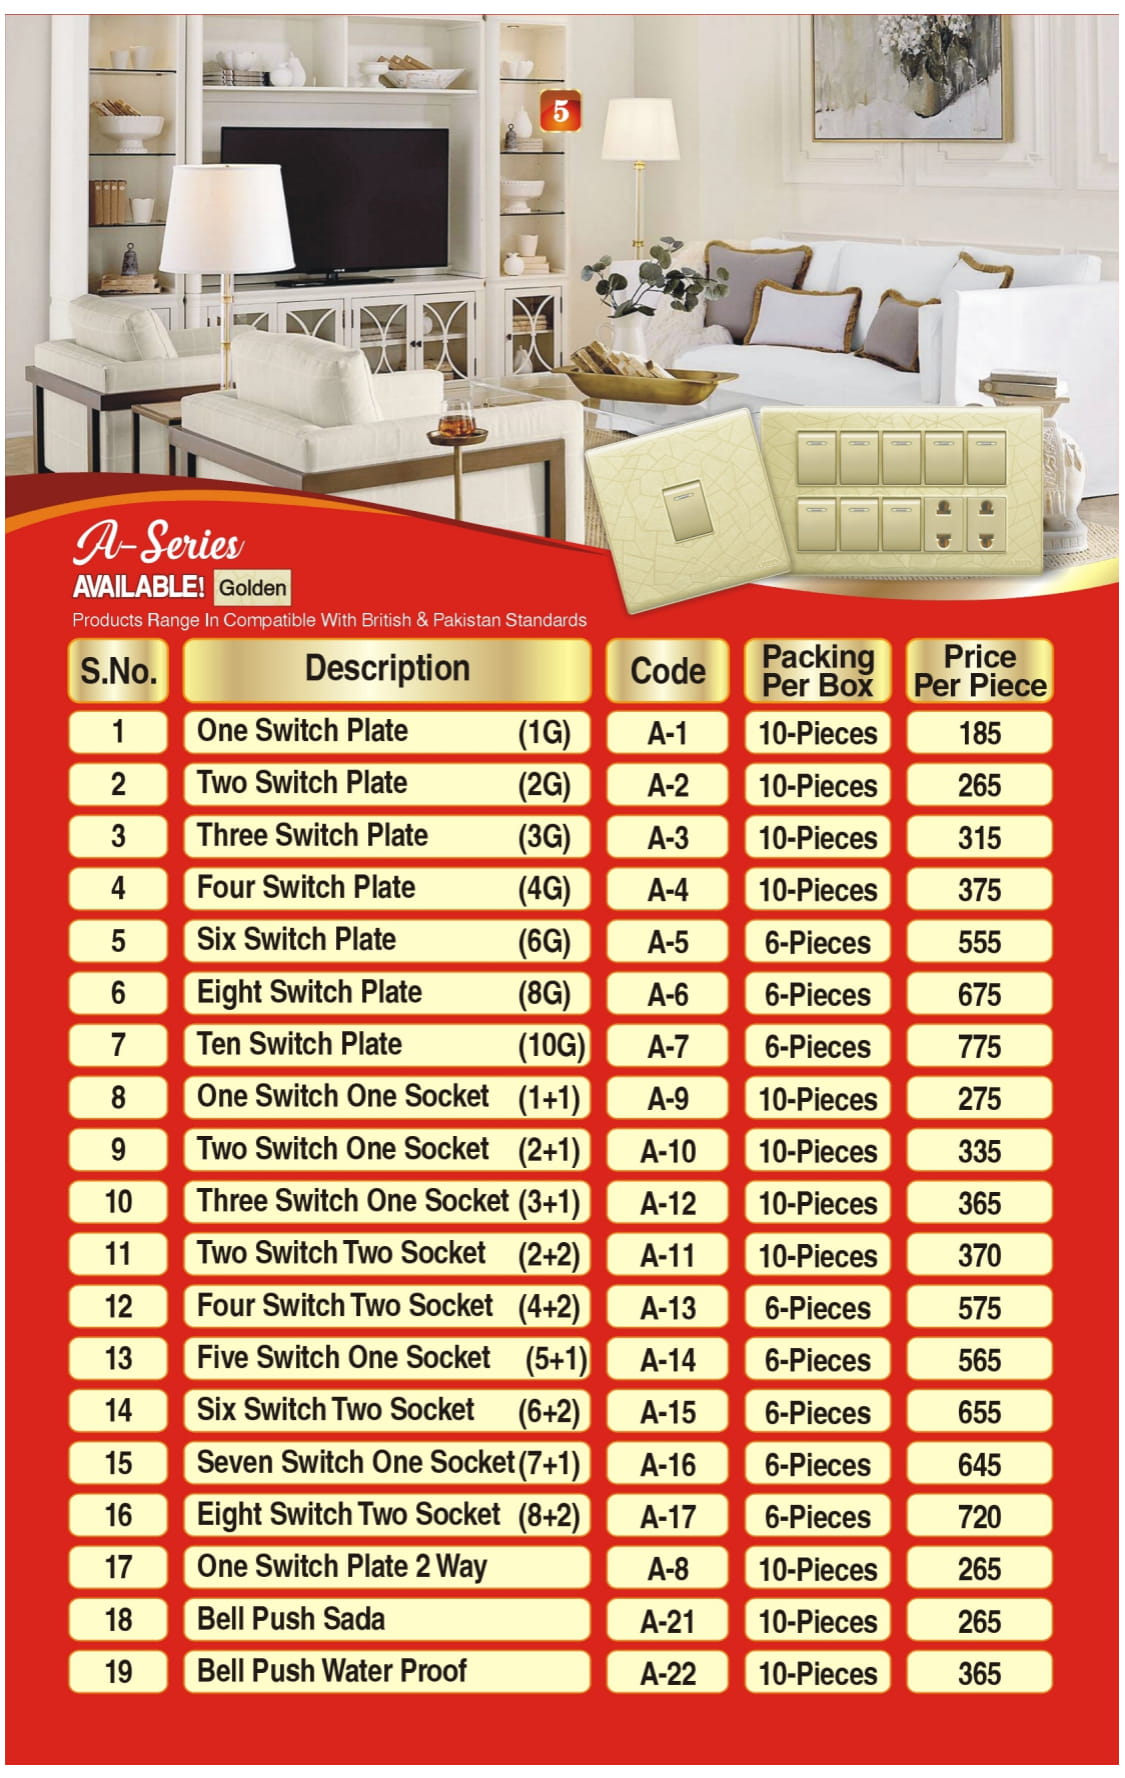 5
A-Series
AVAILABLE! Golden
Products Range In Compatible With British & Pakistan Standards
S.No. Description Code Packing Per Box Price Per Piece
1 One Switch Plate (1G) A-1 10-Pieces 185
2 Two Switch Plate (2G) A-2 10-Pieces 265
3 Three Switch Plate (3G) A-3 10-Pieces 315
4 Four Switch Plate (4G) A-4 10-Pieces 375
5 Six Switch Plate (6G) A-5 6-Pieces 555
6 Eight Switch Plate (8G) A-6 6-Pieces 675
7 Ten Switch Plate (10G) A-7 6-Pieces 775
8 One Switch One Socket (1+1) A-9 10-Pieces 275
9 Two Switch One Socket (2+1) A-10 10-Pieces 335
10 Three Switch One Socket (3+1) A-12 10-Pieces 365
11 Two Switch Two Socket (2+2) A-11 10-Pieces 370
12 Four Switch Two Socket (4+2) A-13 6-Pieces 575
13 Five Switch One Socket (5+1) A-14 6-Pieces 565
14 Six Switch Two Socket (6+2) A-15 6-Pieces 655
15 Seven Switch One Socket (7+1) A-16 6-Pieces 645
16 Eight Switch Two Socket (8+2) A-17 6-Pieces 720
17 One Switch Plate 2 Way A-8 10-Pieces 265
18 Bell Push Sada A-21 10-Pieces 265
19 Bell Push Water Proof A-22 10-Pieces 365